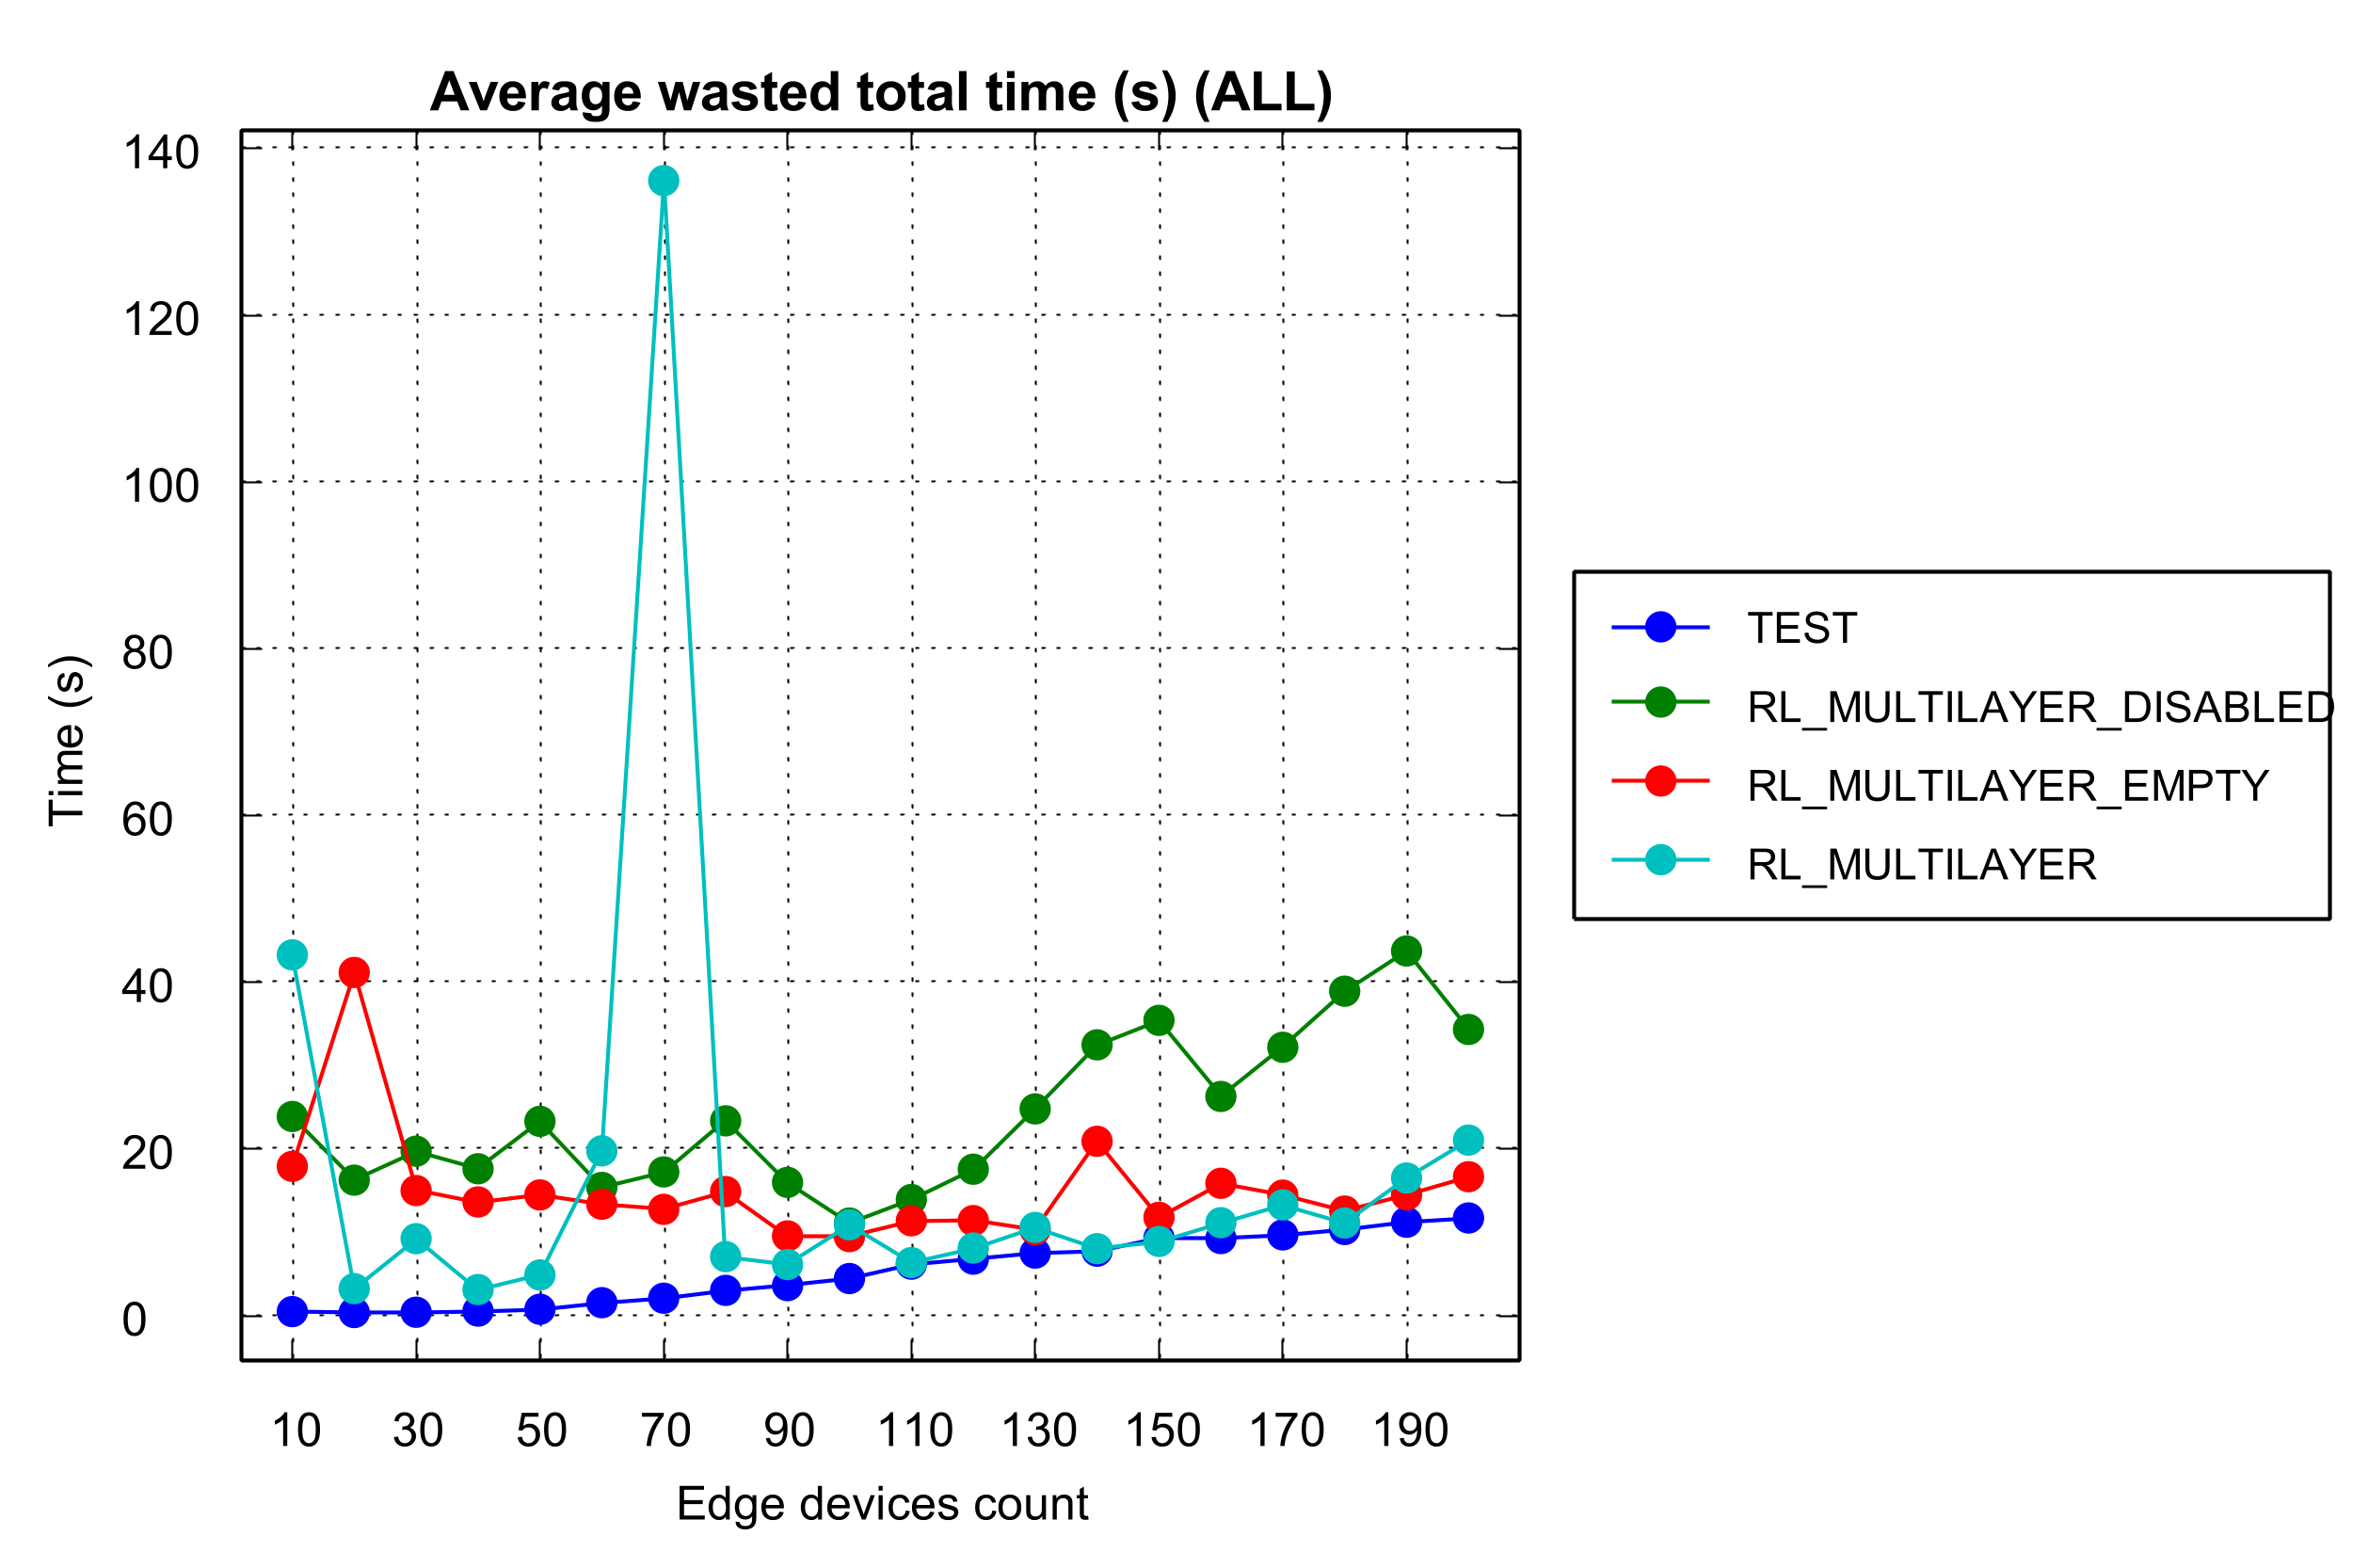 Average wasted total time (s) (ALL)
140
120
100
80
60
40
20
0
Time (s)
10 30 50 70 90 110 130 150 170 190
Edge devices count
TEST
RL_MULTILAYER_DISABLED
RL_MULTILAYER_EMPTY
RL_MULTILAYER